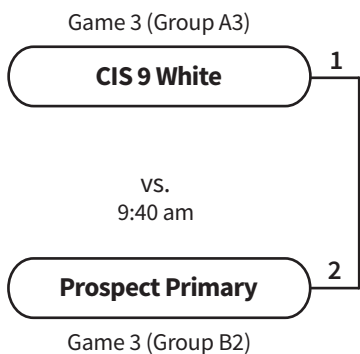 Game 3 (Group A3)
CIS 9 White
1
vs.
9:40 am
2
Prospect Primary
Game 3 (Group B2)